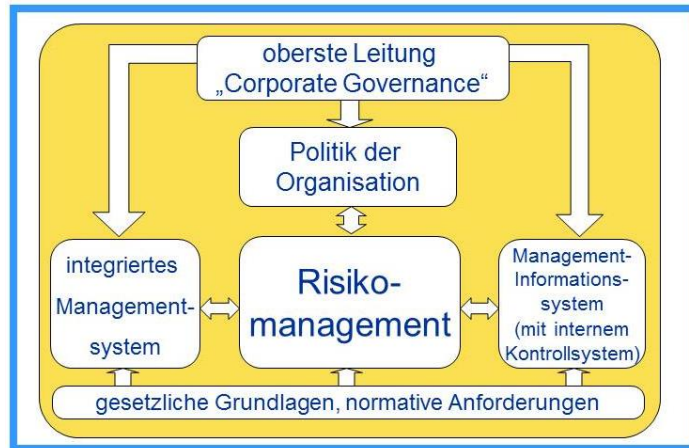 oberste Leitung
„Corporate Governance“
Politik der
Organisation
integriertes
Management-
system
Risiko-
management
Management-
Informations-
system
(mit internem
Kontrollsystem)
gesetzliche Grundlagen, normative Anforderungen